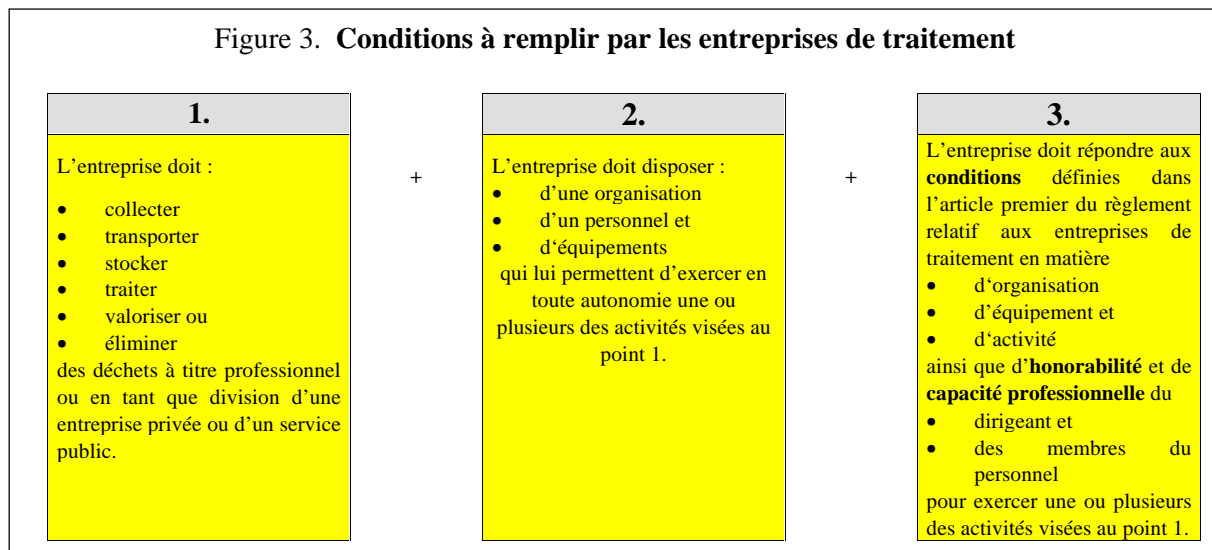 Figure 3. Conditions à remplir par les entreprises de traitement
1.
L’entreprise doit :
• collecter
• transporter
• stocker
• traiter
• valoriser ou
• éliminer
des déchets à titre professionnel
ou en tant que division d’une
entreprise privée ou d’un service
public.
+
2.
L’entreprise doit disposer :
• d’une organisation
• d’un personnel et
• d‘équipements
qui lui permettent d’exercer en
toute autonomie une ou
plusieurs des activités visées au
point 1.
+
3.
L’entreprise doit répondre aux
conditions définies dans
l’article premier du règlement
relatif aux entreprises de
traitement en matière
• d‘organisation
• d’équipement et
• d‘activité
ainsi que d’honorabilité et de
capacité professionnelle du
• dirigeant et
• des membres du
personnel
pour exercer une ou plusieurs
des activités visées au point 1.